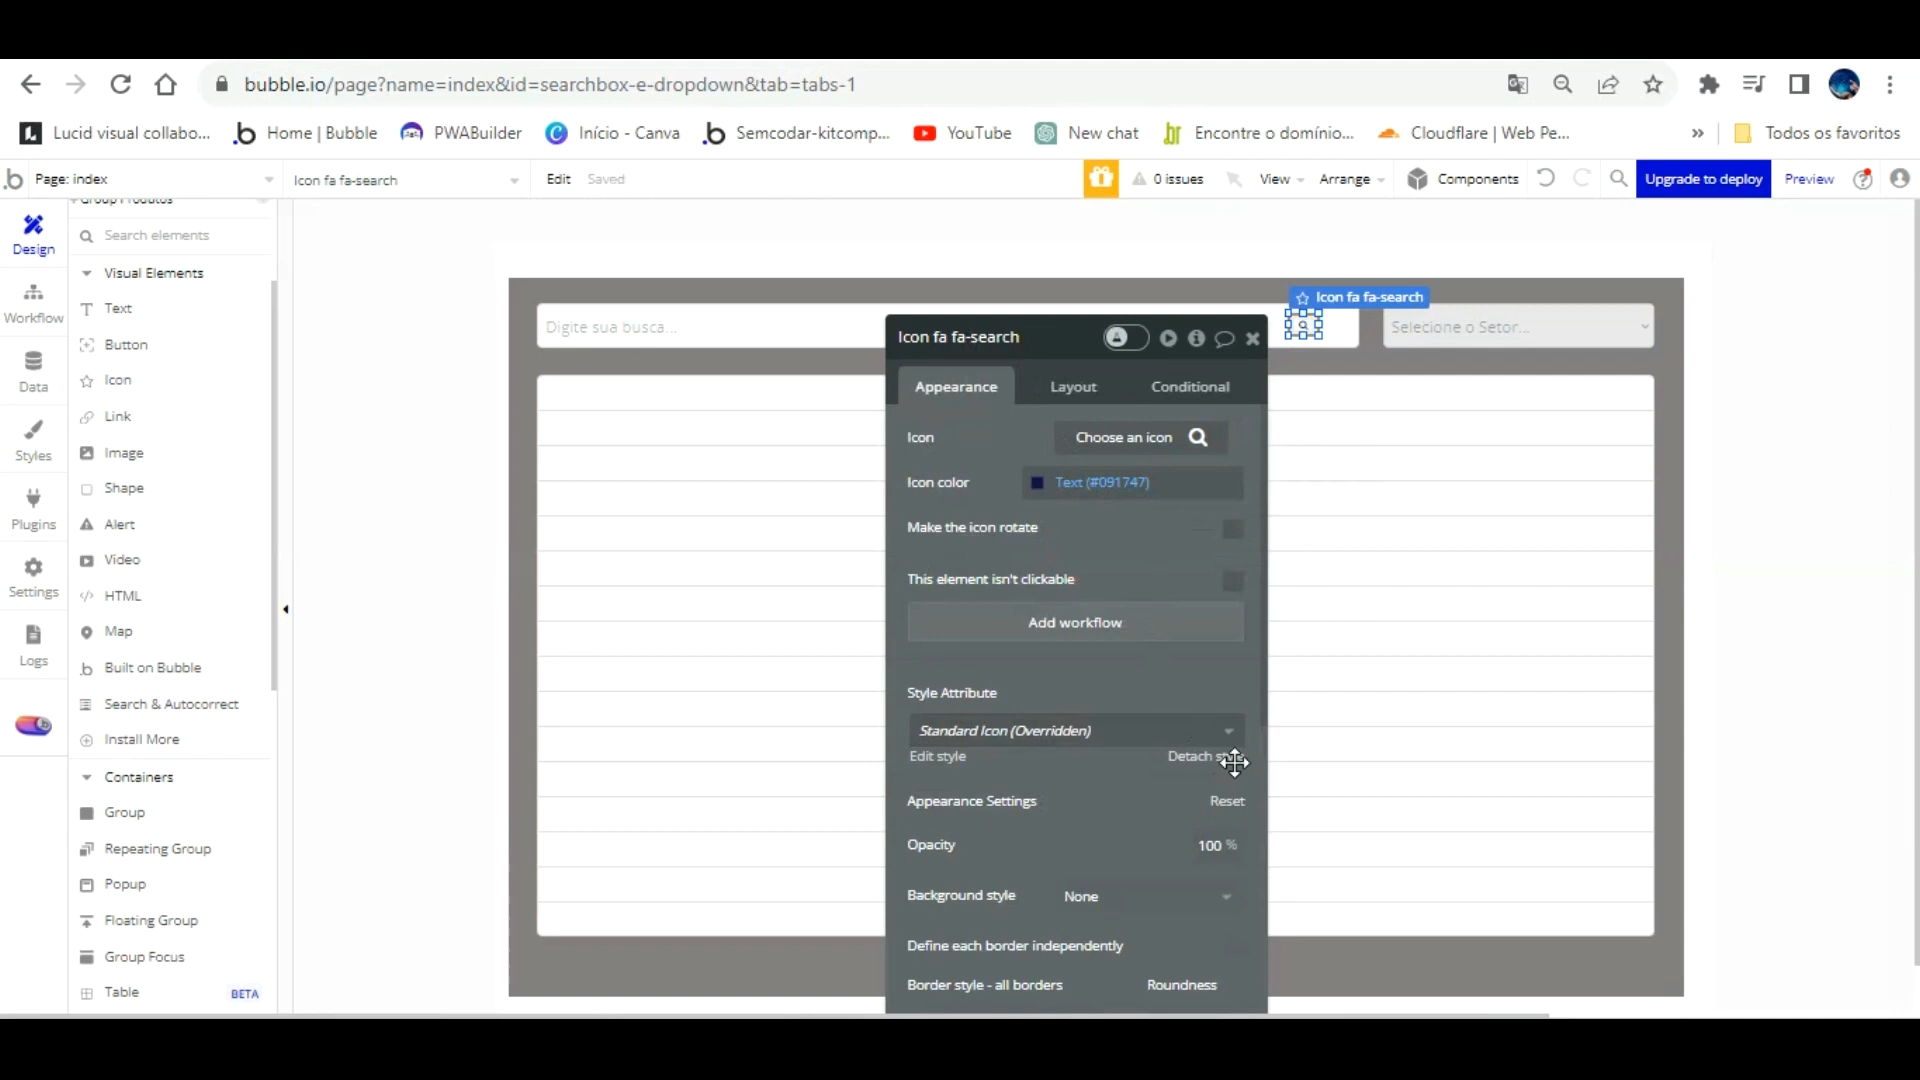 bubble.io/page?name=index&id=searchbox-e-dropdown&tab=tabs-1
Lucid visual collabo...
Home | Bubble
PWABuilder
Início - Canva
Semcodar-kitcomp...
YouTube
New chat
Encontre o domínio...
Cloudflare | Web Pe...
»
Todos os favoritos
Page: index
Icon fa fa-search
Edit
Saved
0 issues
View
Arrange
Components
Upgrade to deploy
Preview
Design
Workflow
Data
Styles
Plugins
Settings
Logs
Group Produtos
Search elements
Visual Elements
Text
Button
Icon
Link
Image
Shape
Alert
Video
HTML
Map
Built on Bubble
Search & Autocorrect
Install More
Containers
Group
Repeating Group
Popup
Floating Group
Group Focus
Table BETA
Digite sua busca...
Icon fa fa-search
Selecione o Setor...
Icon fa fa-search
Appearance
Layout
Conditional
Icon
Choose an icon
Icon color
Text (#091747)
Make the icon rotate
This element isn't clickable
Add workflow
Style Attribute
Standard Icon (Overridden)
Edit style
Detach
Appearance Settings
Reset
Opacity
100 %
Background style
None
Define each border independently
Border style - all borders
Roundness